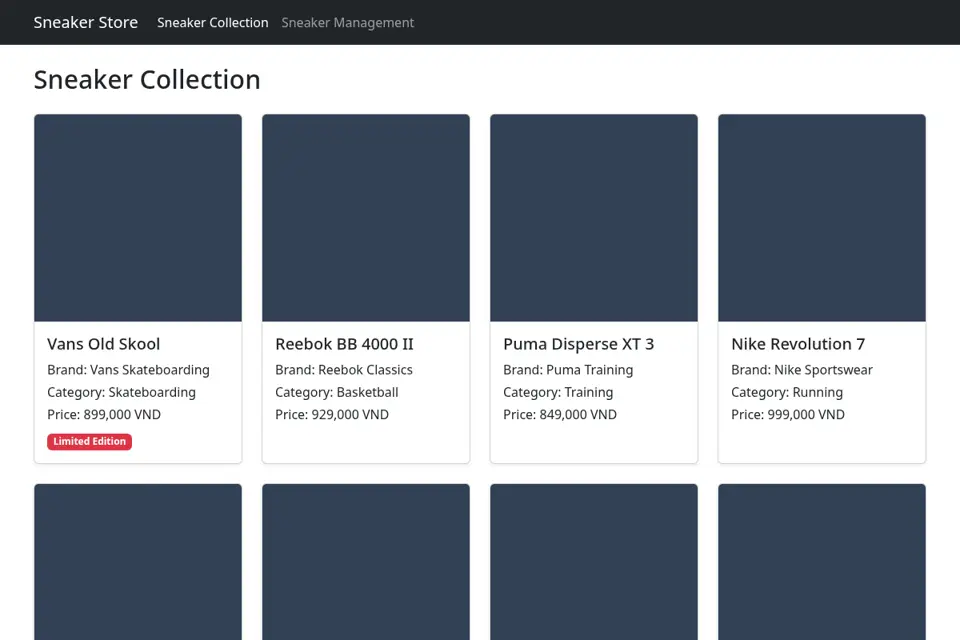 Sneaker Store Sneaker Collection Sneaker Management
Sneaker Collection
Vans Old Skool
Brand: Vans Skateboarding
Category: Skateboarding
Price: 899,000 VND
Limited Edition
Reebok BB 4000 II
Brand: Reebok Classics
Category: Basketball
Price: 929,000 VND
Puma Disperse XT 3
Brand: Puma Training
Category: Training
Price: 849,000 VND
Nike Revolution 7
Brand: Nike Sportswear
Category: Running
Price: 999,000 VND